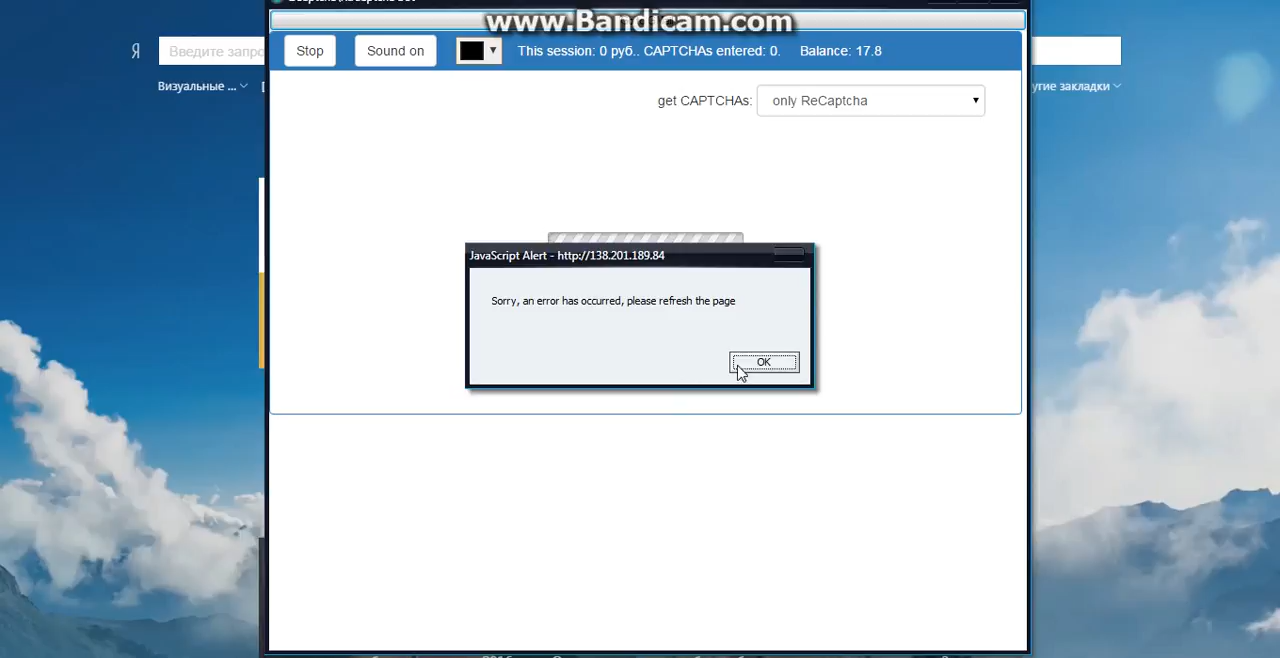 www.Bandicam.com
Я
Введите запро
Stop
Sound on
This session: 0 руб.. CAPTCHAs entered: 0.
Balance: 17.8
Визуальные ...
угие закладки
get CAPTCHAs:
only ReCaptcha
JavaScript Alert - http://138.201.189.84
Sorry, an error has occurred, please refresh the page
OK